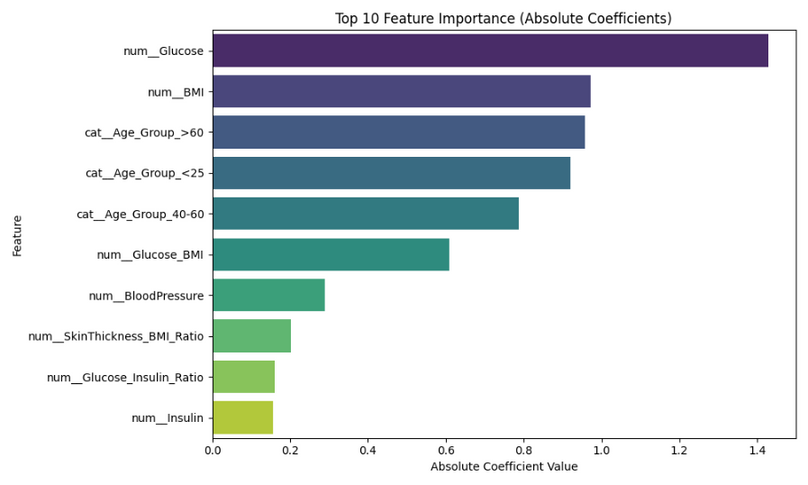 Top 10 Feature Importance (Absolute Coefficients)
num__Glucose
num__BMI
cat__Age_Group_>60
cat__Age_Group_<25
cat__Age_Group_40-60
num__Glucose_BMI
num__BloodPressure
num__SkinThickness_BMI_Ratio
num__Glucose_Insulin_Ratio
num__Insulin
Feature
0.0 0.2 0.4 0.6 0.8 1.0 1.2 1.4
Absolute Coefficient Value